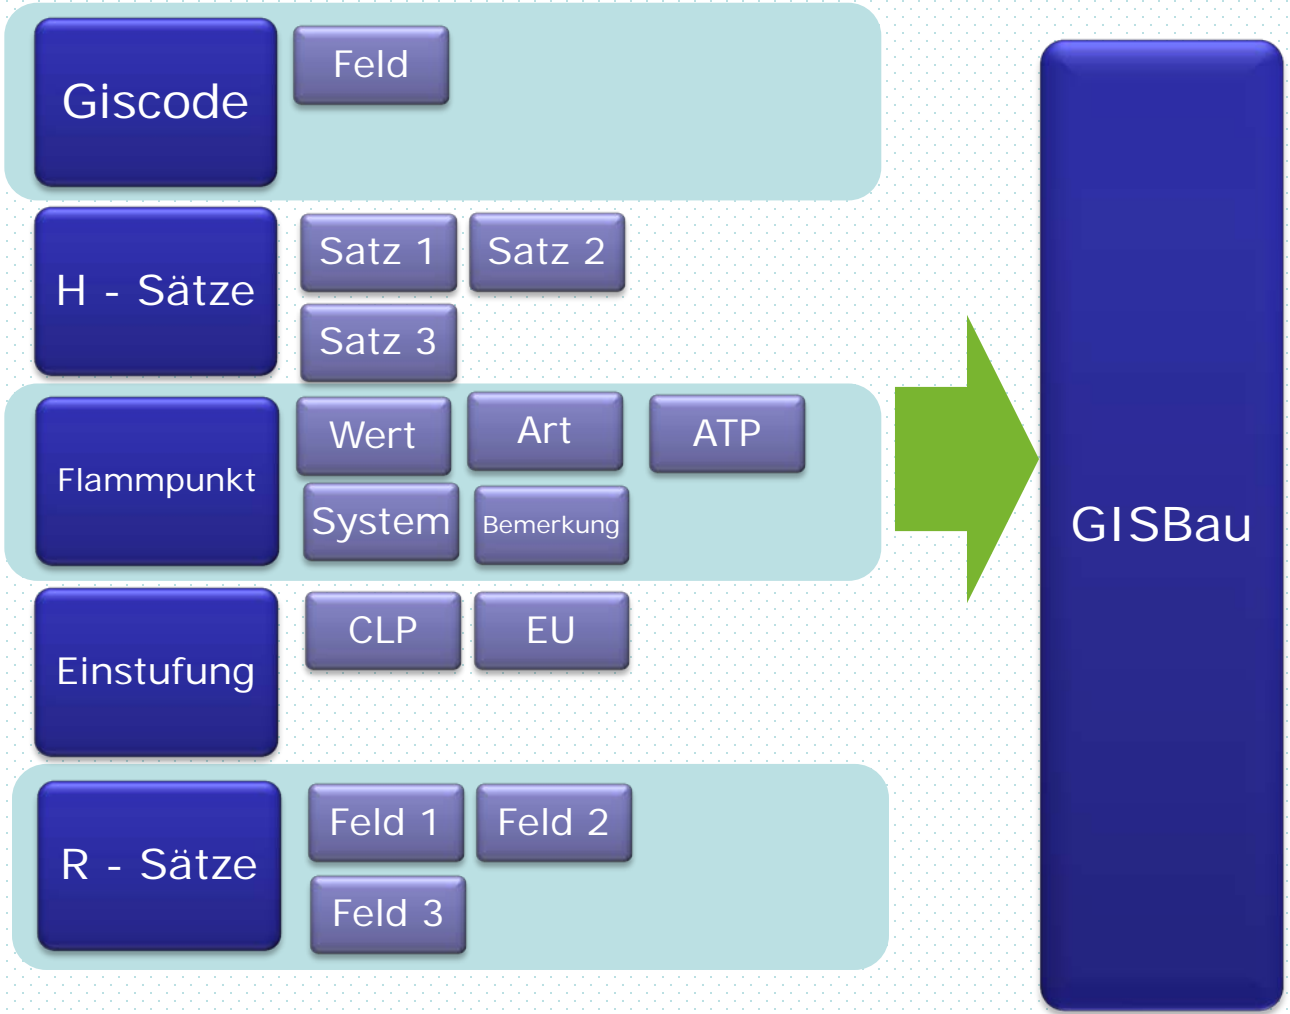 Giscode
Feld
H - Sätze
Satz 1
Satz 2
Satz 3
Flammpunkt
Wert
Art
ATP
System
Bemerkung
Einstufung
CLP
EU
R - Sätze
Feld 1
Feld 2
Feld 3
GISBau